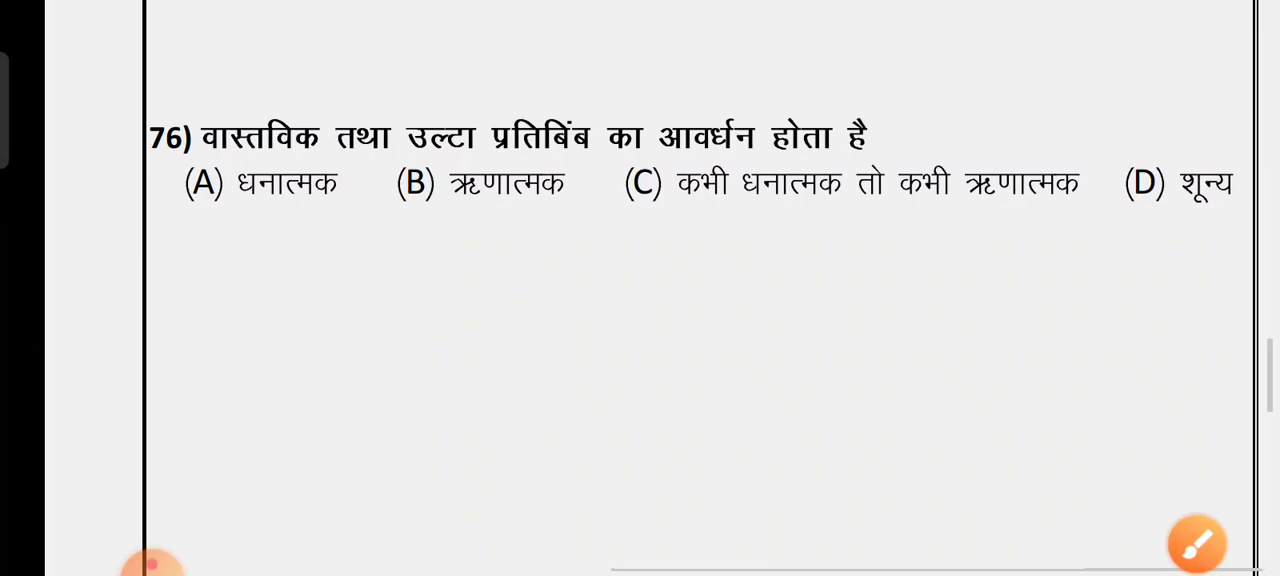 76) वास्तविक तथा उल्टा प्रतिबिंब का आवर्धन होता है
(A) धनात्मक (B) ऋणात्मक (C) कभी धनात्मक तो कभी ऋणात्मक (D) शून्य